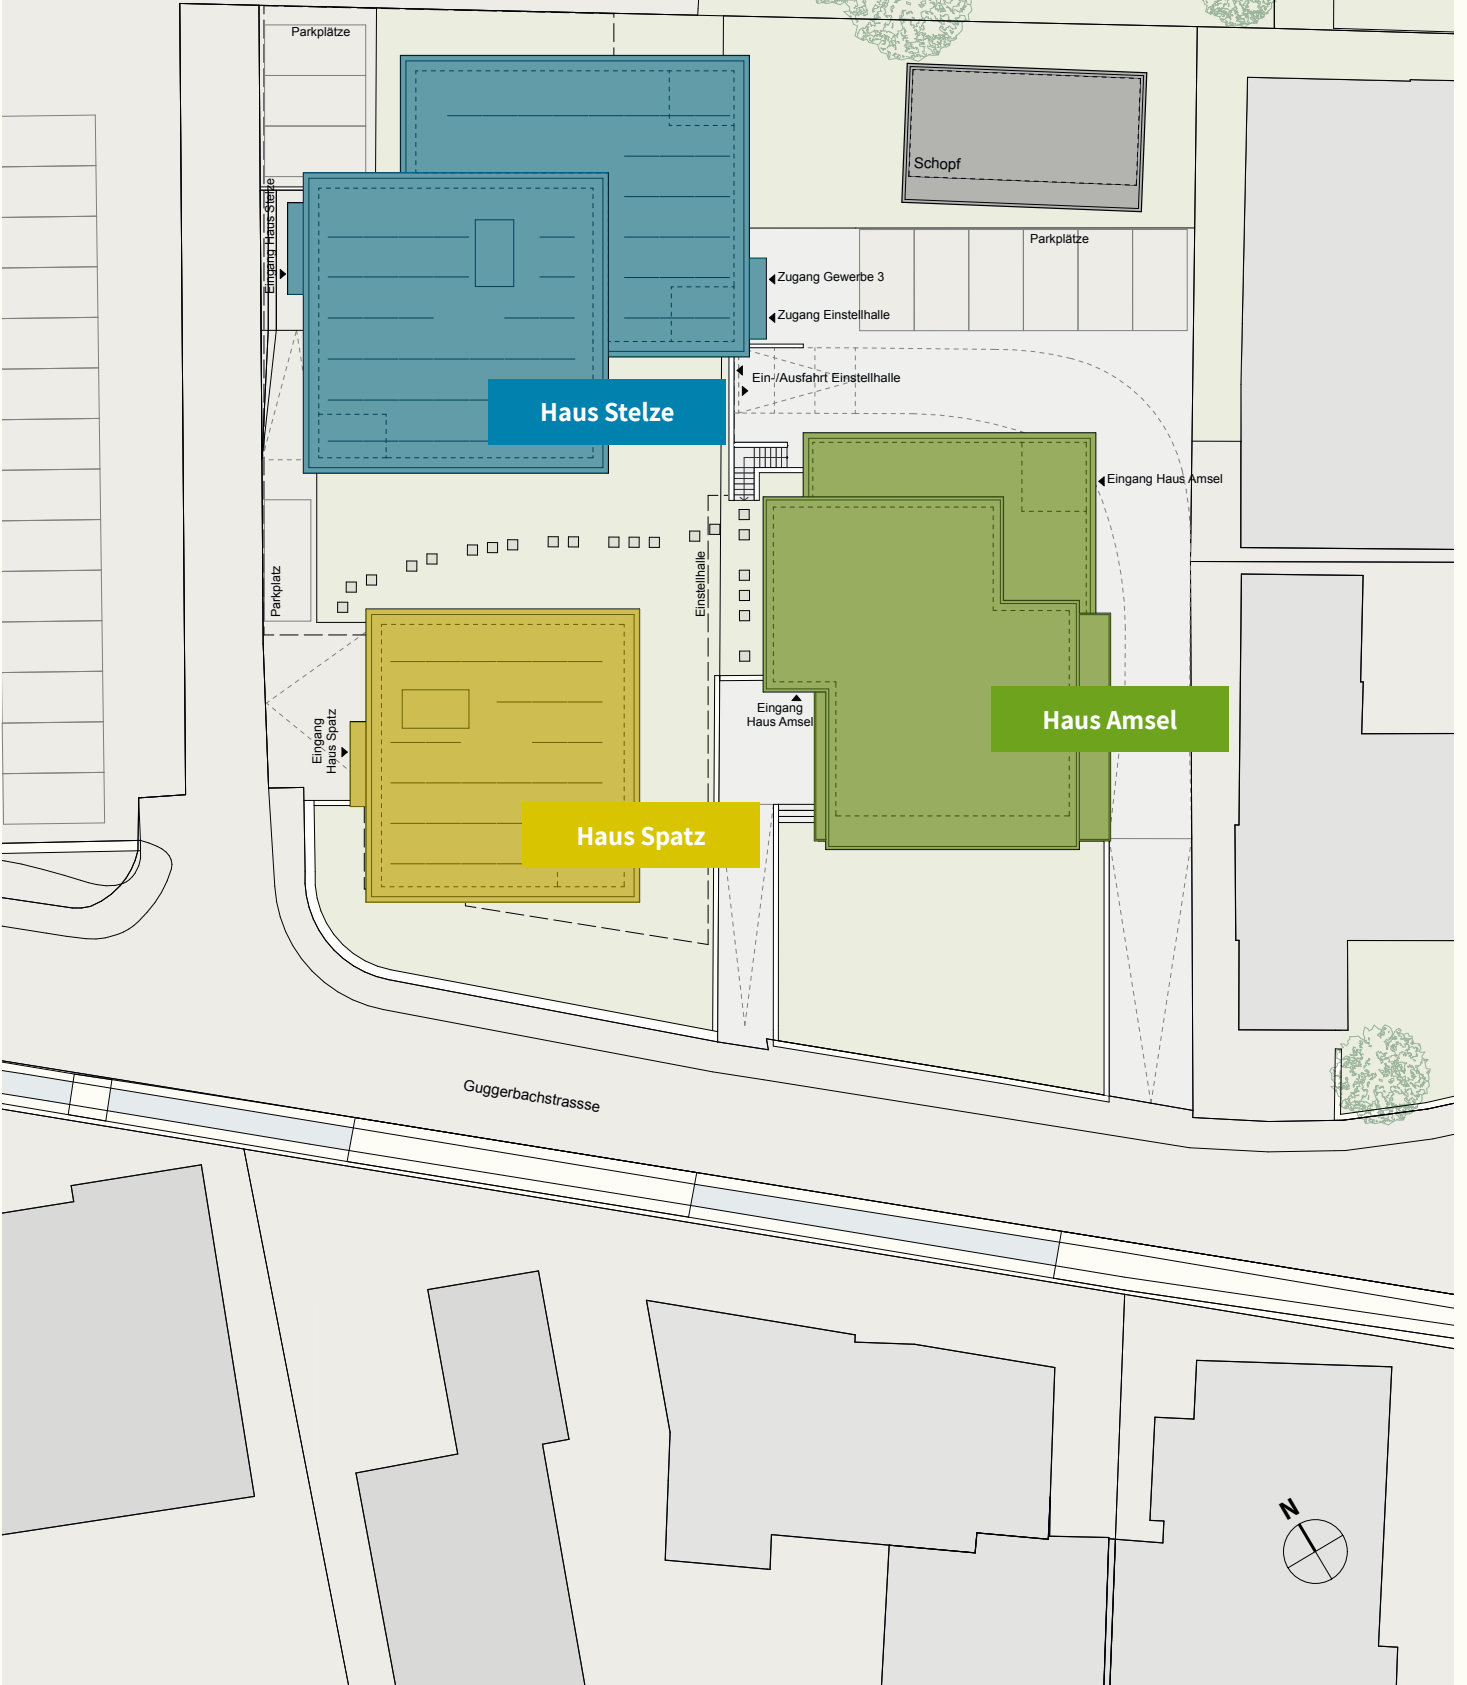 Parkplätze
Schopf
Eingang Haus Stelze
Parkplätze
Zugang Gewerbe 3
Zugang Einstellhalle
Ein-/Ausfahrt Einstellhalle
Haus Stelze
Eingang Haus Amsel
Einstellhalle
Parkplatz
Eingang
Haus Amsel
Haus Amsel
Eingang
Haus Spatz
Haus Spatz
Guggerbachstrassse
N